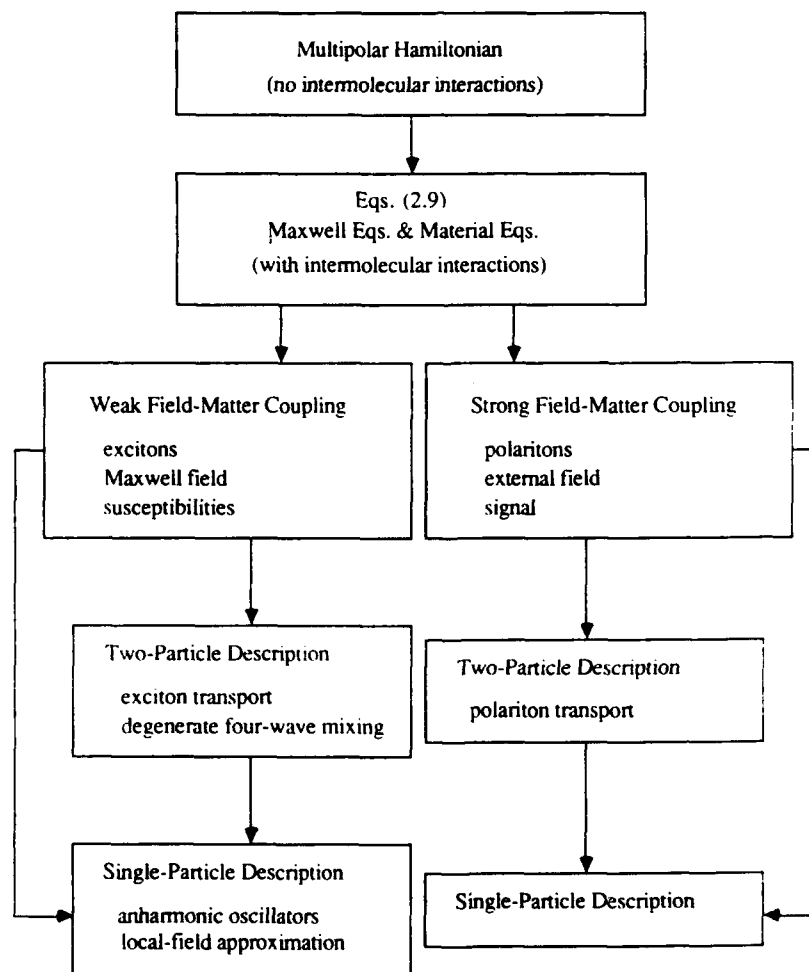 Multipolar Hamiltonian
(no intermolecular interactions)
Eqs. (2.9)
Maxwell Eqs. & Material Eqs.
(with intermolecular interactions)
Weak Field-Matter Coupling
excitons
Maxwell field
susceptibilities
Strong Field-Matter Coupling
polaritons
external field
signal
Two-Particle Description
exciton transport
degenerate four-wave mixing
Two-Particle Description
polariton transport
Single-Particle Description
anharmonic oscillators
local-field approximation
Single-Particle Description